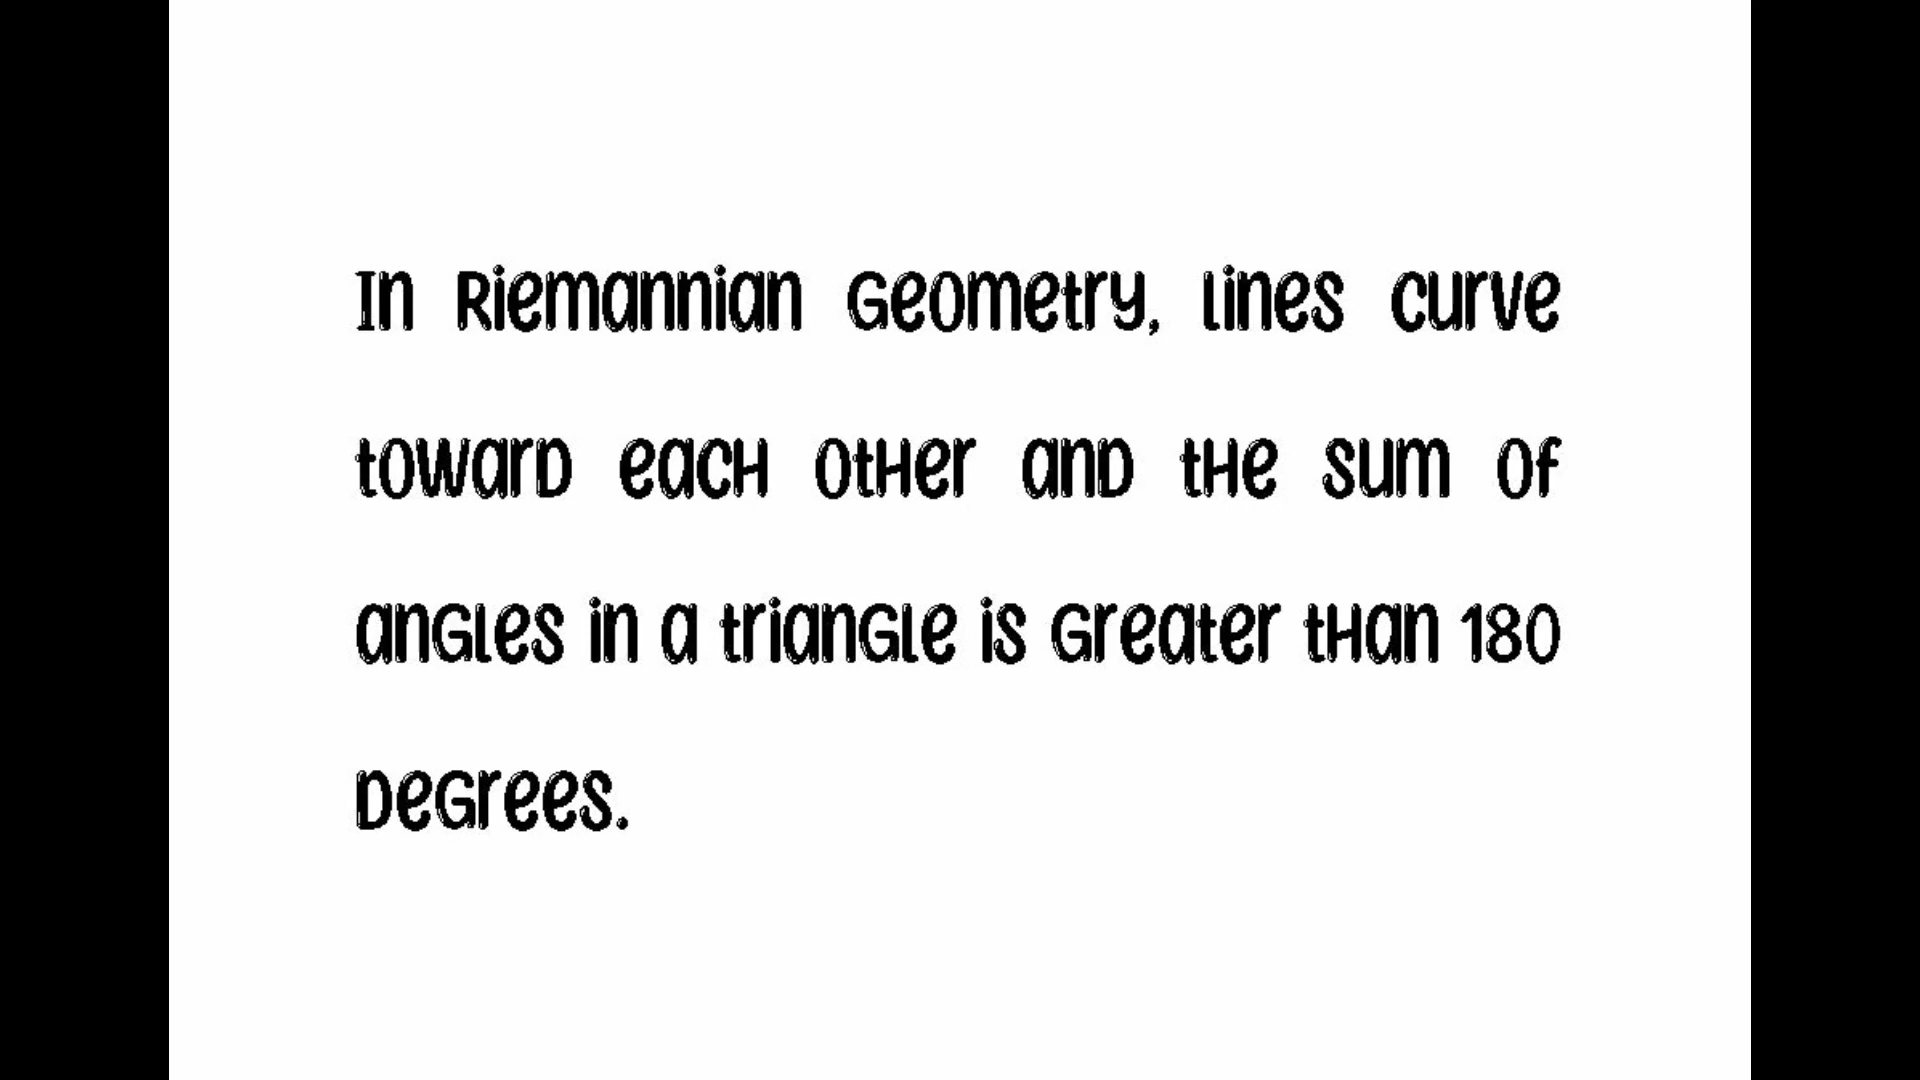 In Riemannian Geometry, lines curve
toward each other and the sum of
angles in a triangle is greater than 180
degrees.